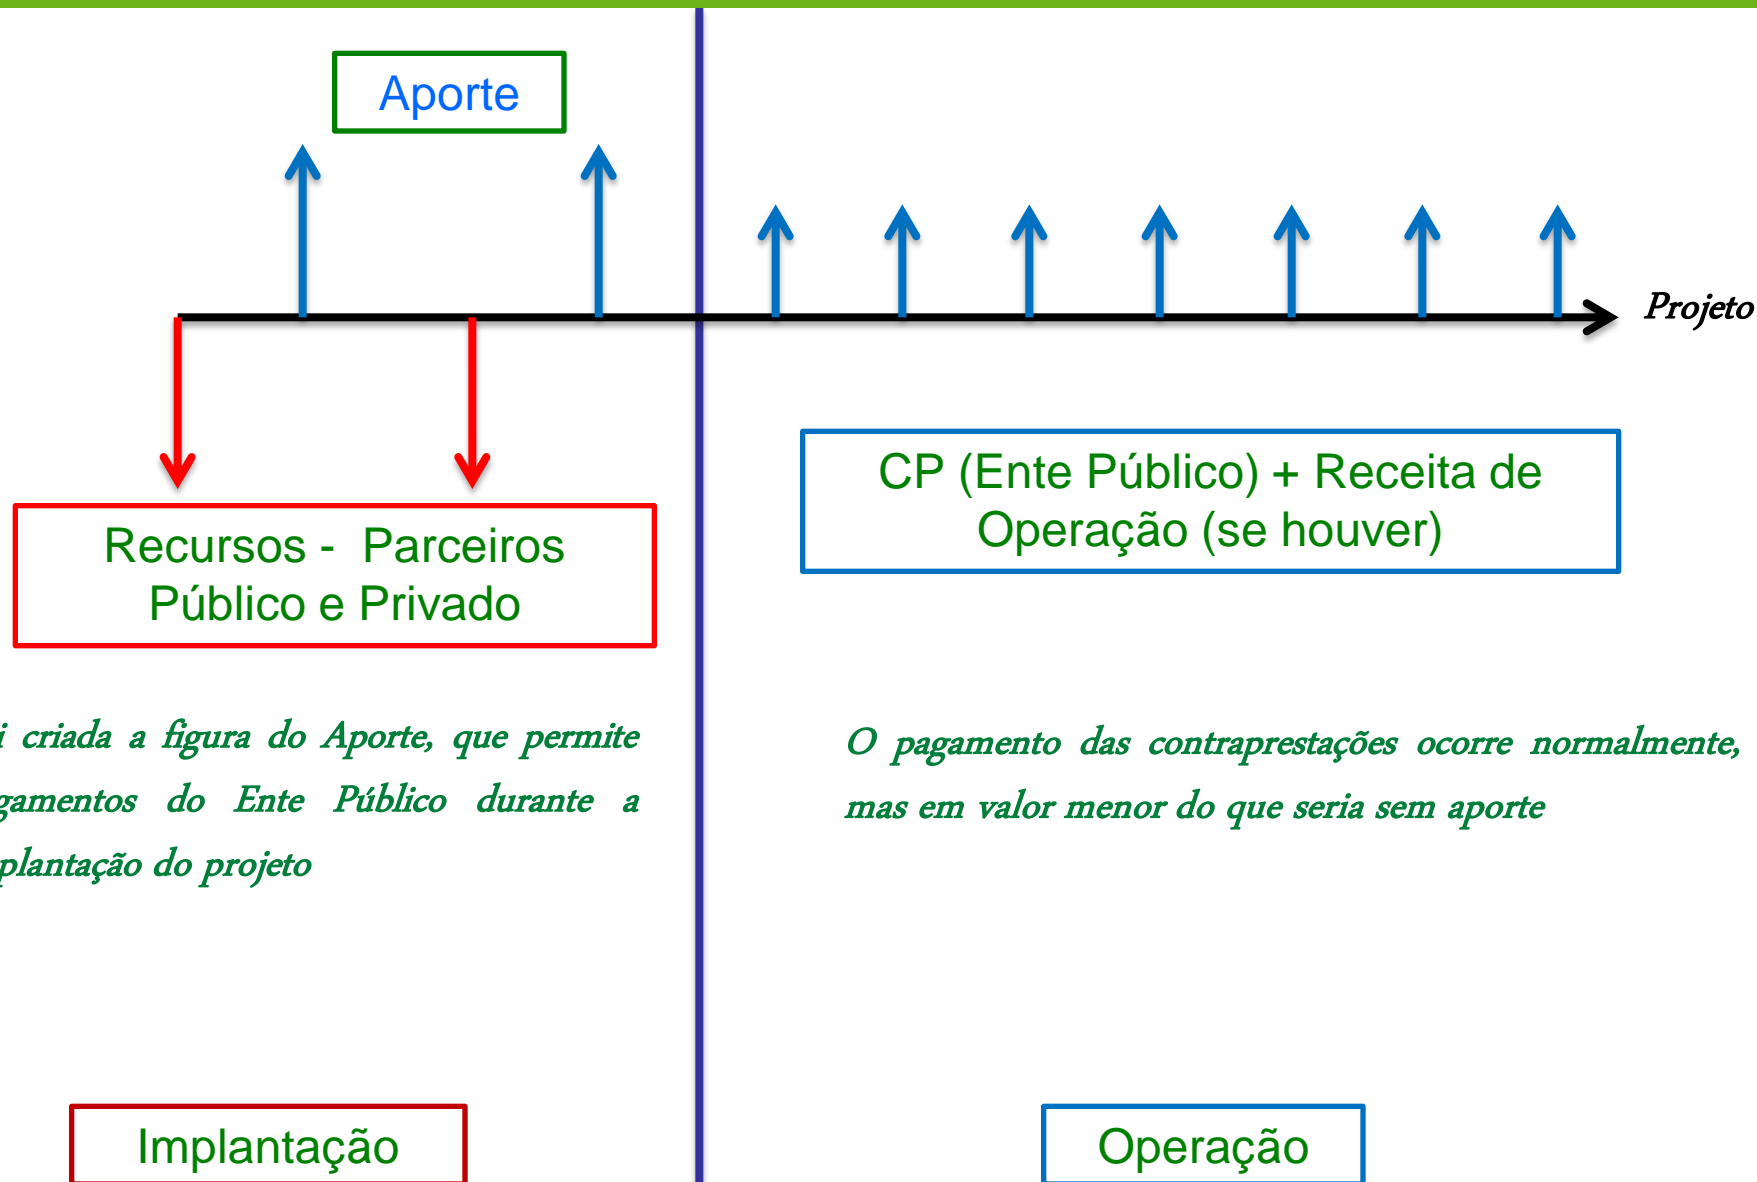 Aporte
Projeto
Recursos - Parceiros
Público e Privado
CP (Ente Público) + Receita de
Operação (se houver)
i criada a figura do Aporte, que permite
gamentos do Ente Público durante a
plantação do projeto
O pagamento das contraprestações ocorre normalmente,
mas em valor menor do que seria sem aporte
Implantação
Operação